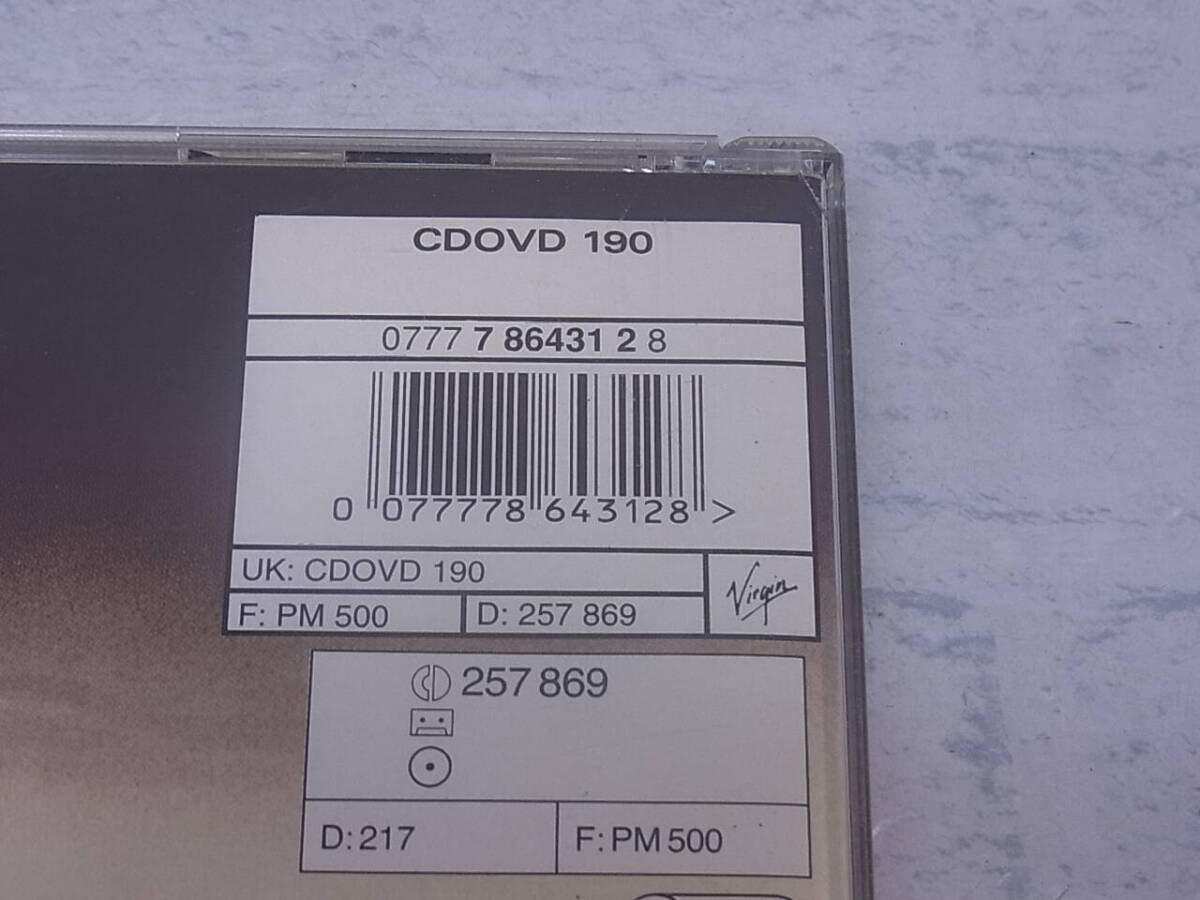 CDOVD 190
0777 7 86431 2 8
0 077778 643128 >
UK: CDOVD 190
Virgin
F: PM 500 D: 257 869
CD 257 869
D: 217 F: PM 500